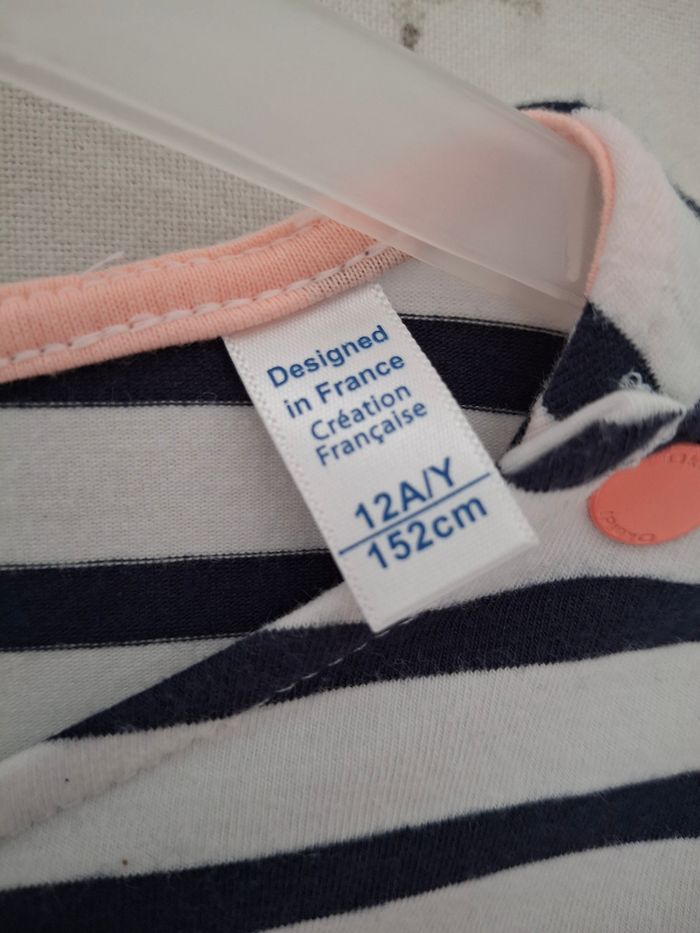 Designed
in France
Création
Française
12A/Y
152cm